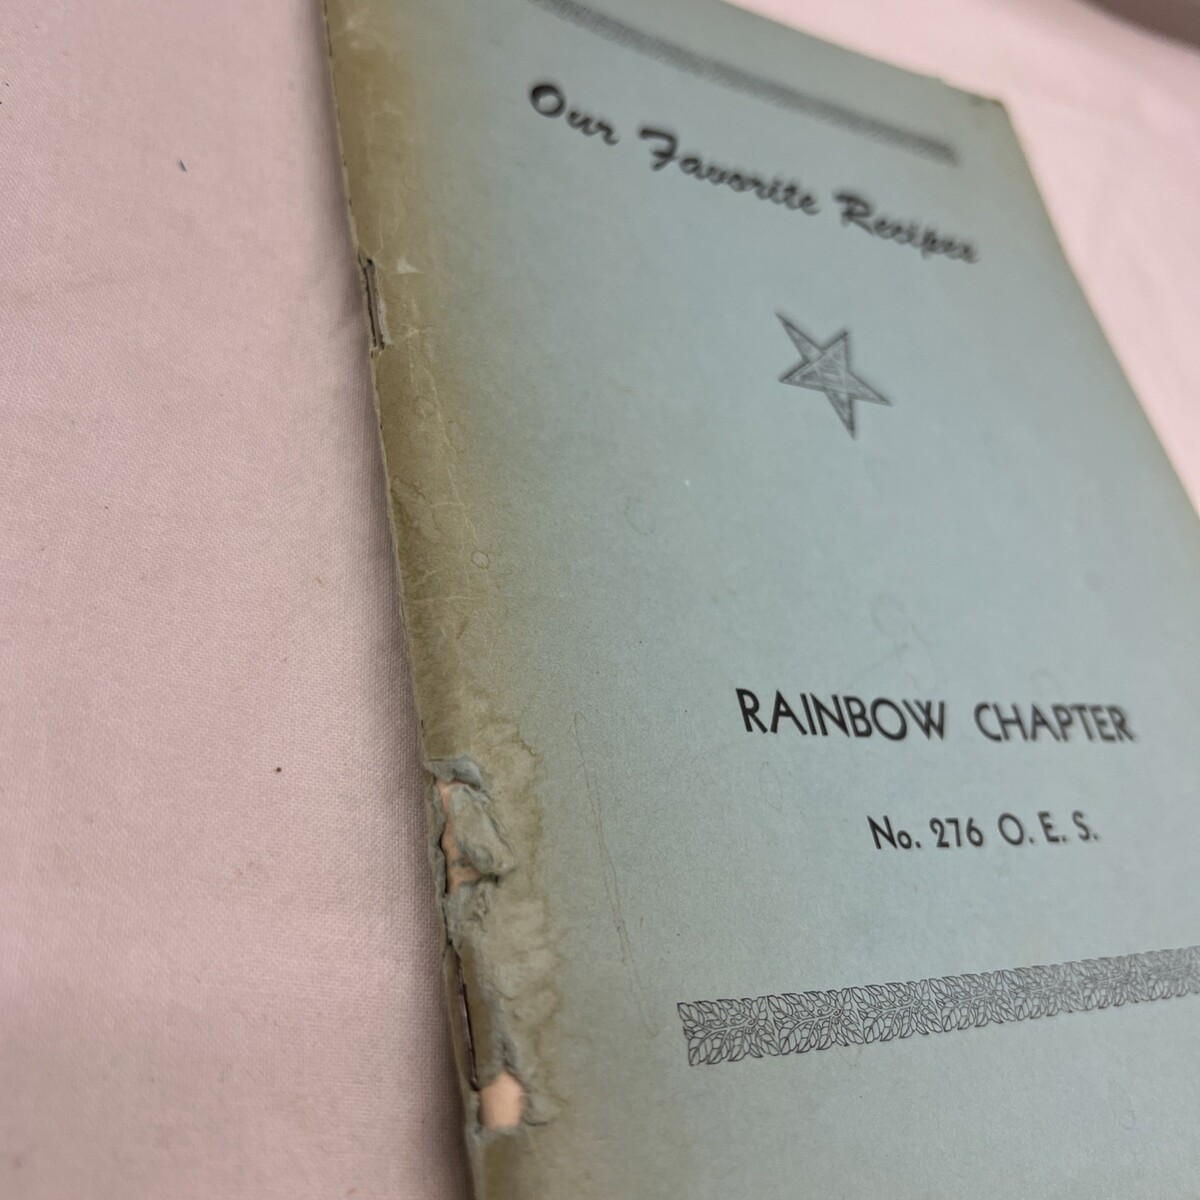 Our Favorite Recipes
RAINBOW CHAPTER
No. 276 O. E. S.